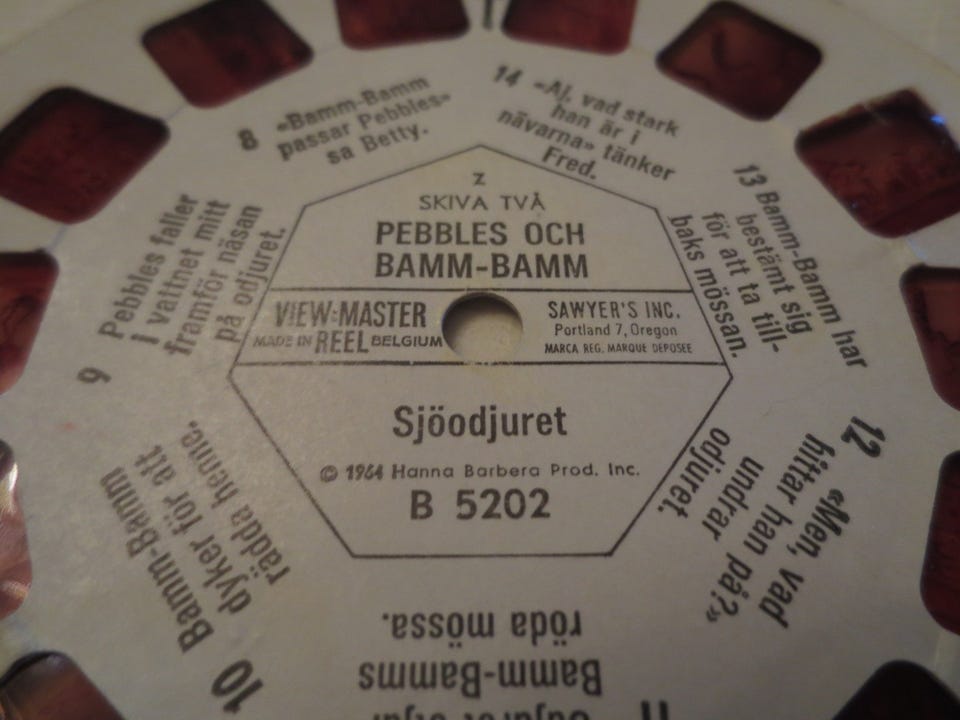 Z
SKIVA TVÅ
PEBBLES OCH
BAMM-BAMM
VIEW-MASTER
MADE IN REEL BELGIUM
SAWYER'S INC.
Portland 7, Oregon
MARCA REG. MARQUE DEPOSEE
Sjöodjuret
© 1964 Hanna Barbera Prod. Inc.
B 5202
8 «Bamm-Bamm
passar Pebbles»
sa Betty.
9 Pebbles faller
i vattnet mitt
framför näsan
på odjuret.
10 Bamm-Bamm
dyker för att
rädda henne.
11 Odjuret
Bamm-Bamms
röda mössa.
12 «Men, vad
hittar han på?»
undrar
odjuret.
13 Bamm-Bamm har
bestämt sig
för att ta till-
baks mössan.
14 «Aj, vad stark
han är i
nävarna» tänker
Fred.